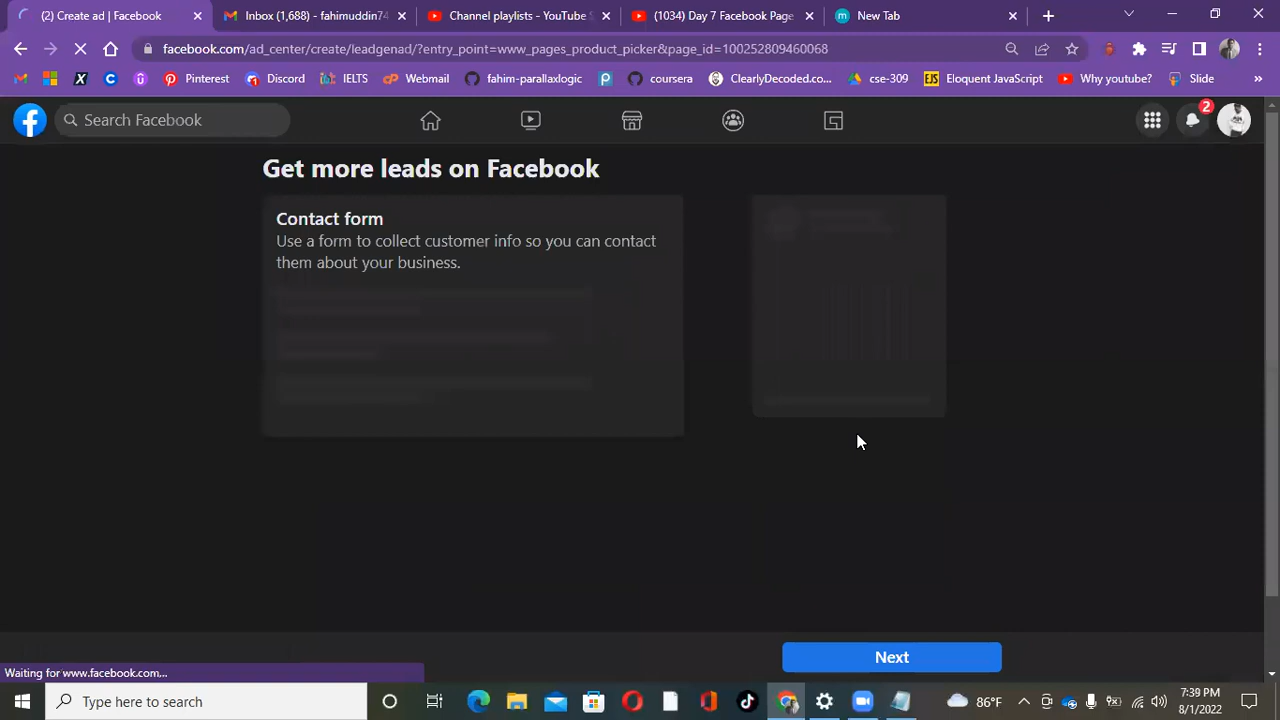 (2) Create ad | Facebook
Inbox (1,688) - fahimuddin74
Channel playlists - YouTube S
(1034) Day 7 Facebook Page
New Tab
facebook.com/ad_center/create/leadgenad/?entry_point=www_pages_product_picker&page_id=100252809460068
Pinterest
Discord
IELTS
Webmail
fahim-parallaxlogic
coursera
ClearlyDecoded.co...
cse-309
EJS
Eloquent JavaScript
Why youtube?
Slide
Search Facebook
2
Get more leads on Facebook
Contact form
Use a form to collect customer info so you can contact
them about your business.
Next
Waiting for www.facebook.com...
Type here to search
86°F
7:39 PM
8/1/2022